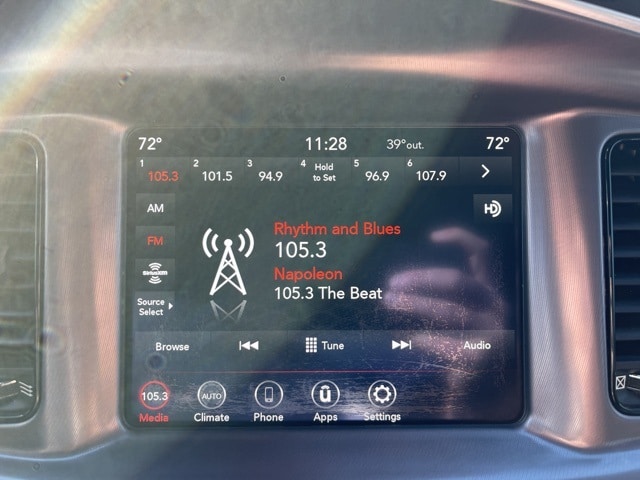 72° 11:28 39°out. 72°
1 2 3 4 5 6
105.3 101.5 94.9 Hold to Set 96.9 107.9
AM
HD
FM
Rhythm and Blues
105.3
SiriusXM
Napoleon
105.3 The Beat
Source
Select
Browse Tune Audio
105.3 AUTO ū
Media Climate Phone Apps Settings